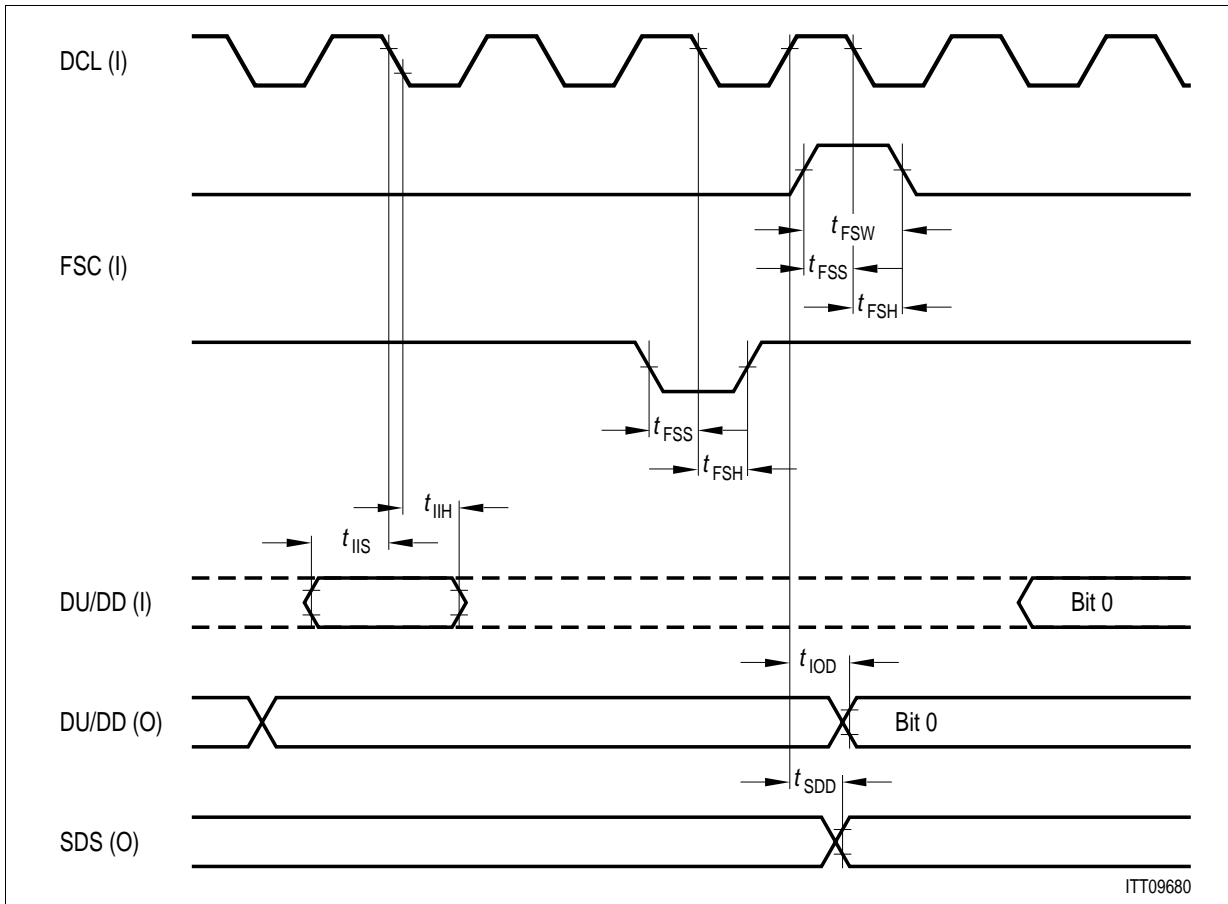 DCL (I)
FSC (I)
t FSW
t FSS
t FSH
t FSS
t FSH
t IIH
t IIS
DU/DD (I)
Bit 0
t IOD
DU/DD (O)
Bit 0
t SDD
SDS (O)
ITT09680